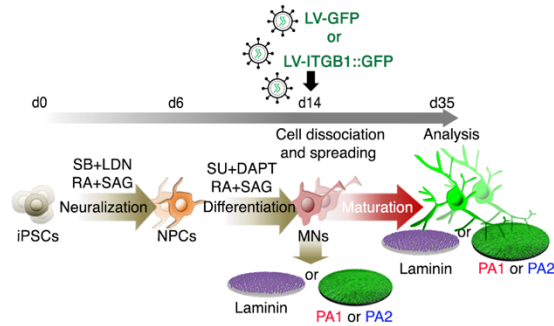 LV-GFP
or
LV-ITGB1::GFP
d0
d6
d14
d35
Cell dissociation
and spreading
Analysis
SB+LDN
RA+SAG
Neuralization
SU+DAPT
RA+SAG
Differentiation
Maturation
iPSCs
NPCs
MNs
or
Laminin
PA1 or PA2
or
Laminin
PA1 or PA2